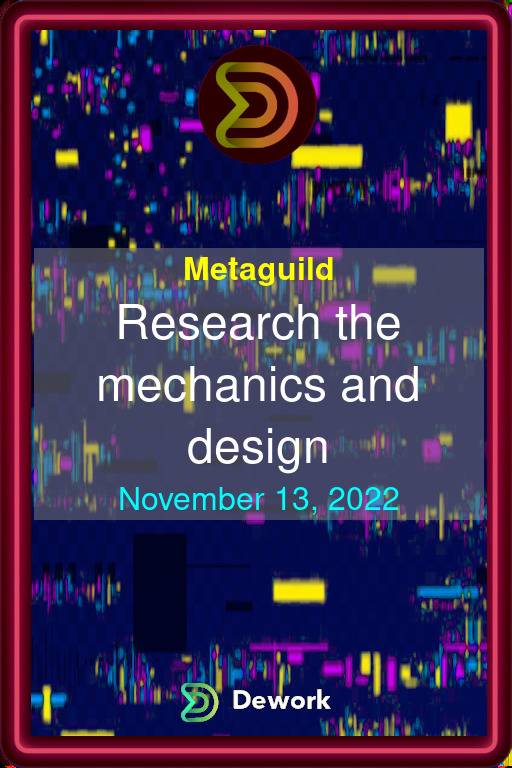 Metaguild
Research the
mechanics and
design
November 13, 2022
Dework